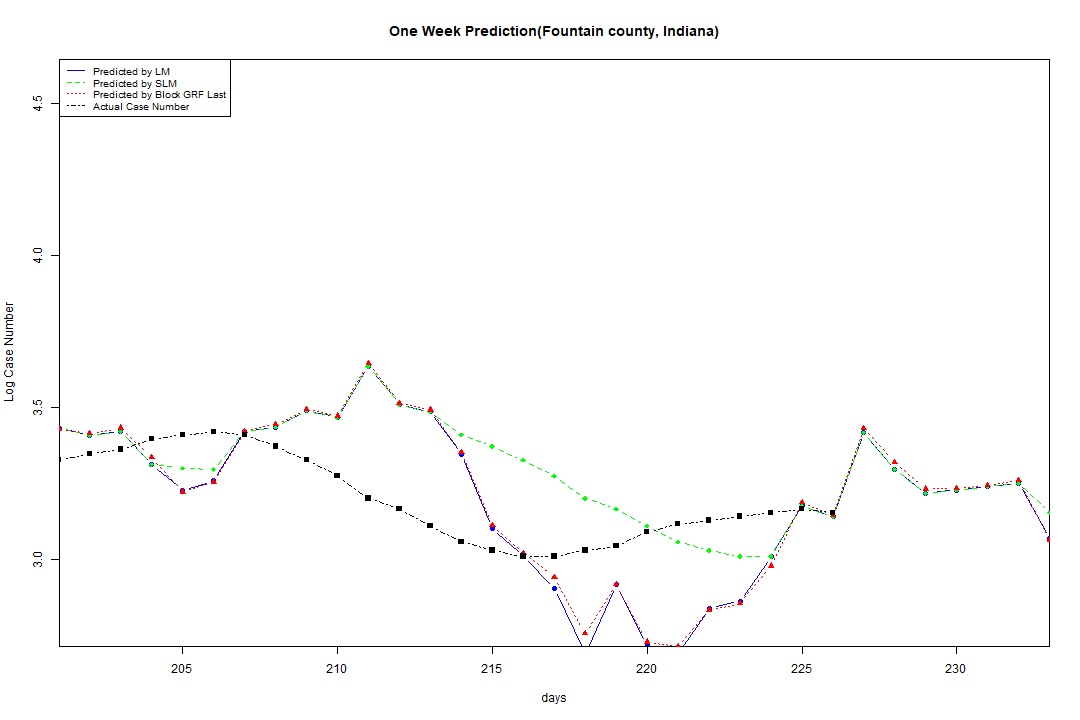 One Week Prediction(Fountain county, Indiana)
Predicted by LM
Predicted by SLM
Predicted by Block GRF Last
Actual Case Number
4.5
4.0
3.5
3.0
Log Case Number
205 210 215 220 225 230
days